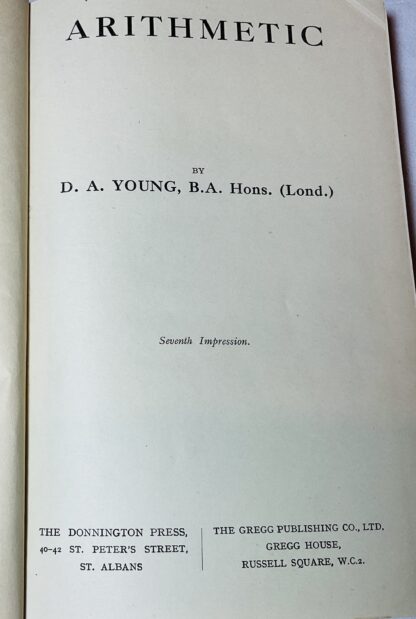 ARITHMETIC
BY
D. A. YOUNG, B.A. Hons. (Lond.)
Seventh Impression.
THE DONNINGTON PRESS,
40-42 ST. PETER'S STREET,
ST. ALBANS
THE GREGG PUBLISHING CO., LTD.
GREGG HOUSE,
RUSSELL SQUARE, W.C.2.